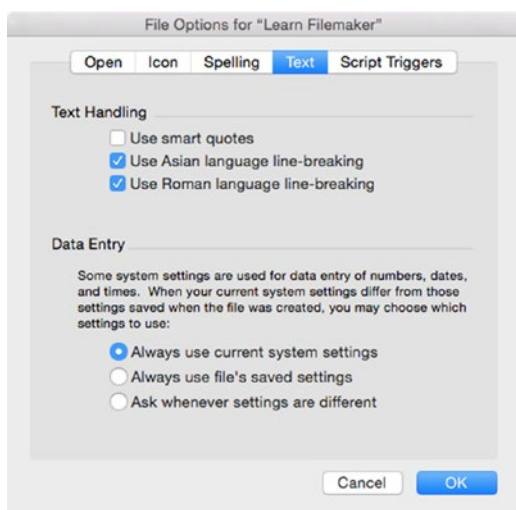 File Options for “Learn Filemaker”
Open Icon Spelling Text Script Triggers
Text Handling
Use smart quotes
Use Asian language line-breaking
Use Roman language line-breaking
Data Entry
Some system settings are used for data entry of numbers, dates,
and times. When your current system settings differ from those
settings saved when the file was created, you may choose which
settings to use:
Always use current system settings
Always use file's saved settings
Ask whenever settings are different
Cancel OK